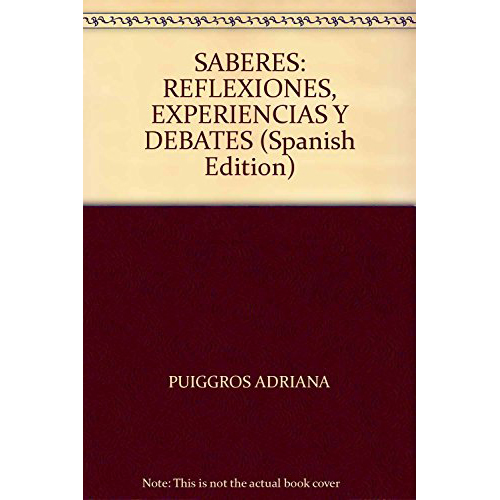 SABERES:
REFLEXIONES,
EXPERIENCIAS Y
DEBATES (Spanish
Edition)
PUIGGROS ADRIANA
Note: This is not the actual book cover